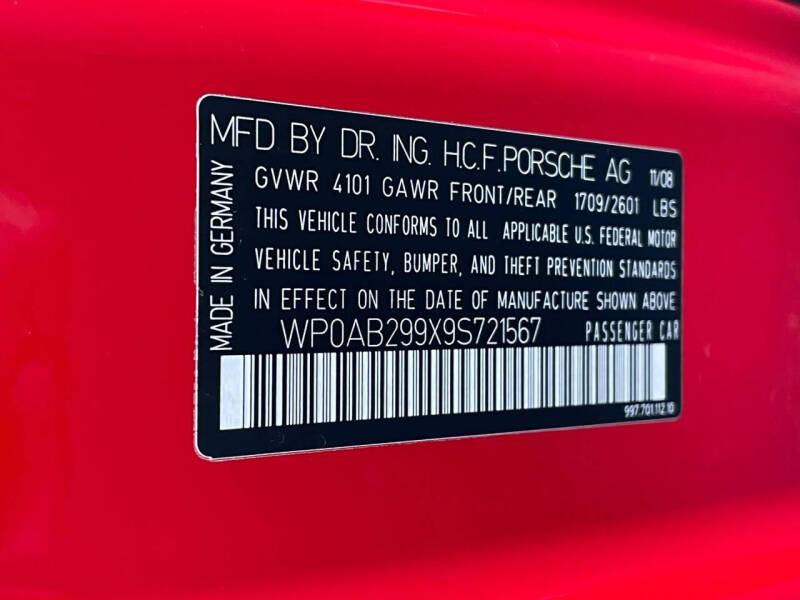 MFD BY DR. ING. H.C.F. PORSCHE AG 11/08
GVWR 4101 GAWR FRONT/REAR 1709/2601 LBS
THIS VEHICLE CONFORMS TO ALL APPLICABLE U.S. FEDERAL MOTOR
VEHICLE SAFETY, BUMPER, AND THEFT PREVENTION STANDARDS
IN EFFECT ON THE DATE OF MANUFACTURE SHOWN ABOVE
WP0AB299X9S721567 PASSENGER CAR
997.701.112.10
MADE IN GERMANY